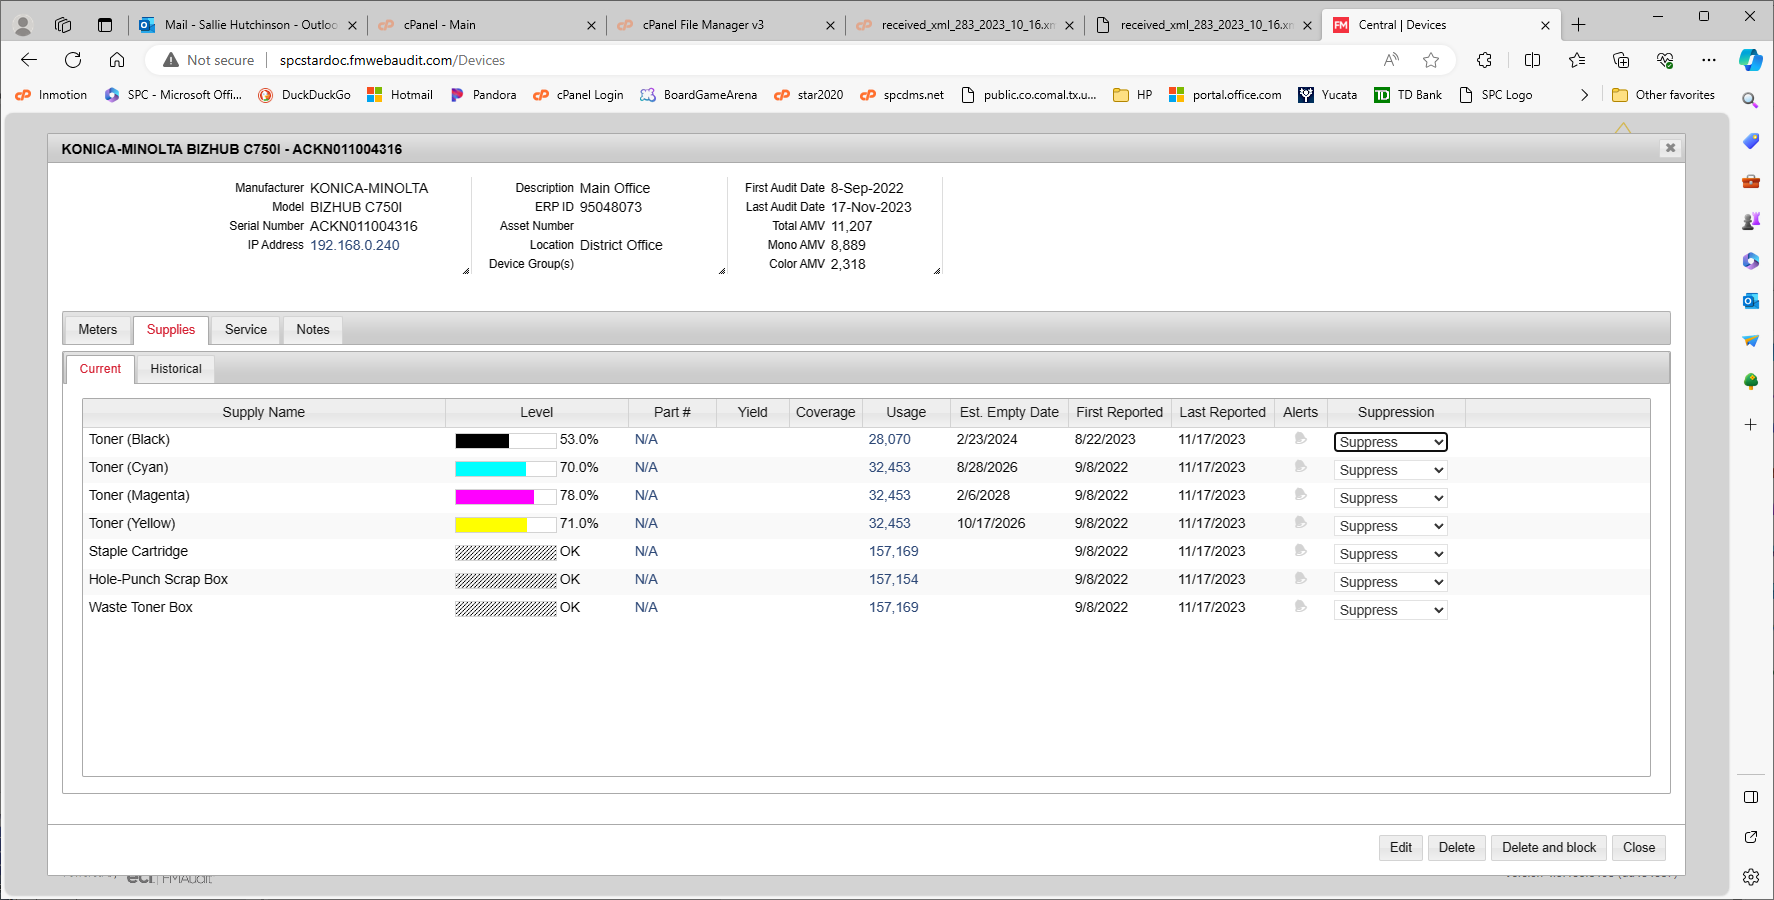 Mail - Sallie Hutchinson - Outloo
cPanel - Main
cPanel File Manager v3
received_xml_283_2023_10_16.xm
received_xml_283_2023_10_16.xm
FM Central | Devices
Not secure spcstardoc.fmwebaudit.com/Devices
Inmotion SPC - Microsoft Offi... DuckDuckGo Hotmail Pandora cPanel Login BoardGameArena star2020 spcdms.net public.co.comal.tx.u... HP portal.office.com Yucata TD Bank SPC Logo Other favorites
KONICA-MINOLTA BIZHUB C750I - ACKN011004316
Manufacturer KONICA-MINOLTA
Model BIZHUB C750I
Serial Number ACKN011004316
IP Address 192.168.0.240
Description Main Office
ERP ID 95048073
Asset Number
Location District Office
Device Group(s)
First Audit Date 8-Sep-2022
Last Audit Date 17-Nov-2023
Total AMV 11,207
Mono AMV 8,889
Color AMV 2,318
Meters Supplies Service Notes
Current Historical
Supply Name Level Part # Yield Coverage Usage Est. Empty Date First Reported Last Reported Alerts Suppression
Toner (Black) 53.0% N/A 28,070 2/23/2024 8/22/2023 11/17/2023 Suppress
Toner (Cyan) 70.0% N/A 32,453 8/28/2026 9/8/2022 11/17/2023 Suppress
Toner (Magenta) 78.0% N/A 32,453 2/6/2028 9/8/2022 11/17/2023 Suppress
Toner (Yellow) 71.0% N/A 32,453 10/17/2026 9/8/2022 11/17/2023 Suppress
Staple Cartridge OK N/A 157,169 9/8/2022 11/17/2023 Suppress
Hole-Punch Scrap Box OK N/A 157,154 9/8/2022 11/17/2023 Suppress
Waste Toner Box OK N/A 157,169 9/8/2022 11/17/2023 Suppress
Edit Delete Delete and block Close
eci | FMAudit